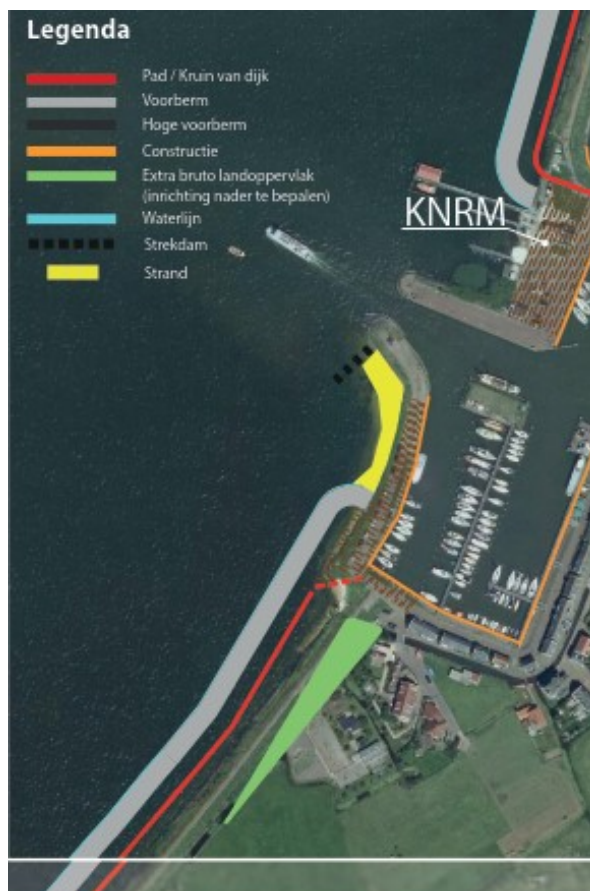 Legenda
Pad / Kruin van dijk
Voorberm
Hoge voorberm
Constructie
Extra bruto landoppervlak
(inrichting nader te bepalen)
Waterlijn
Strekdam
Strand
KNRM